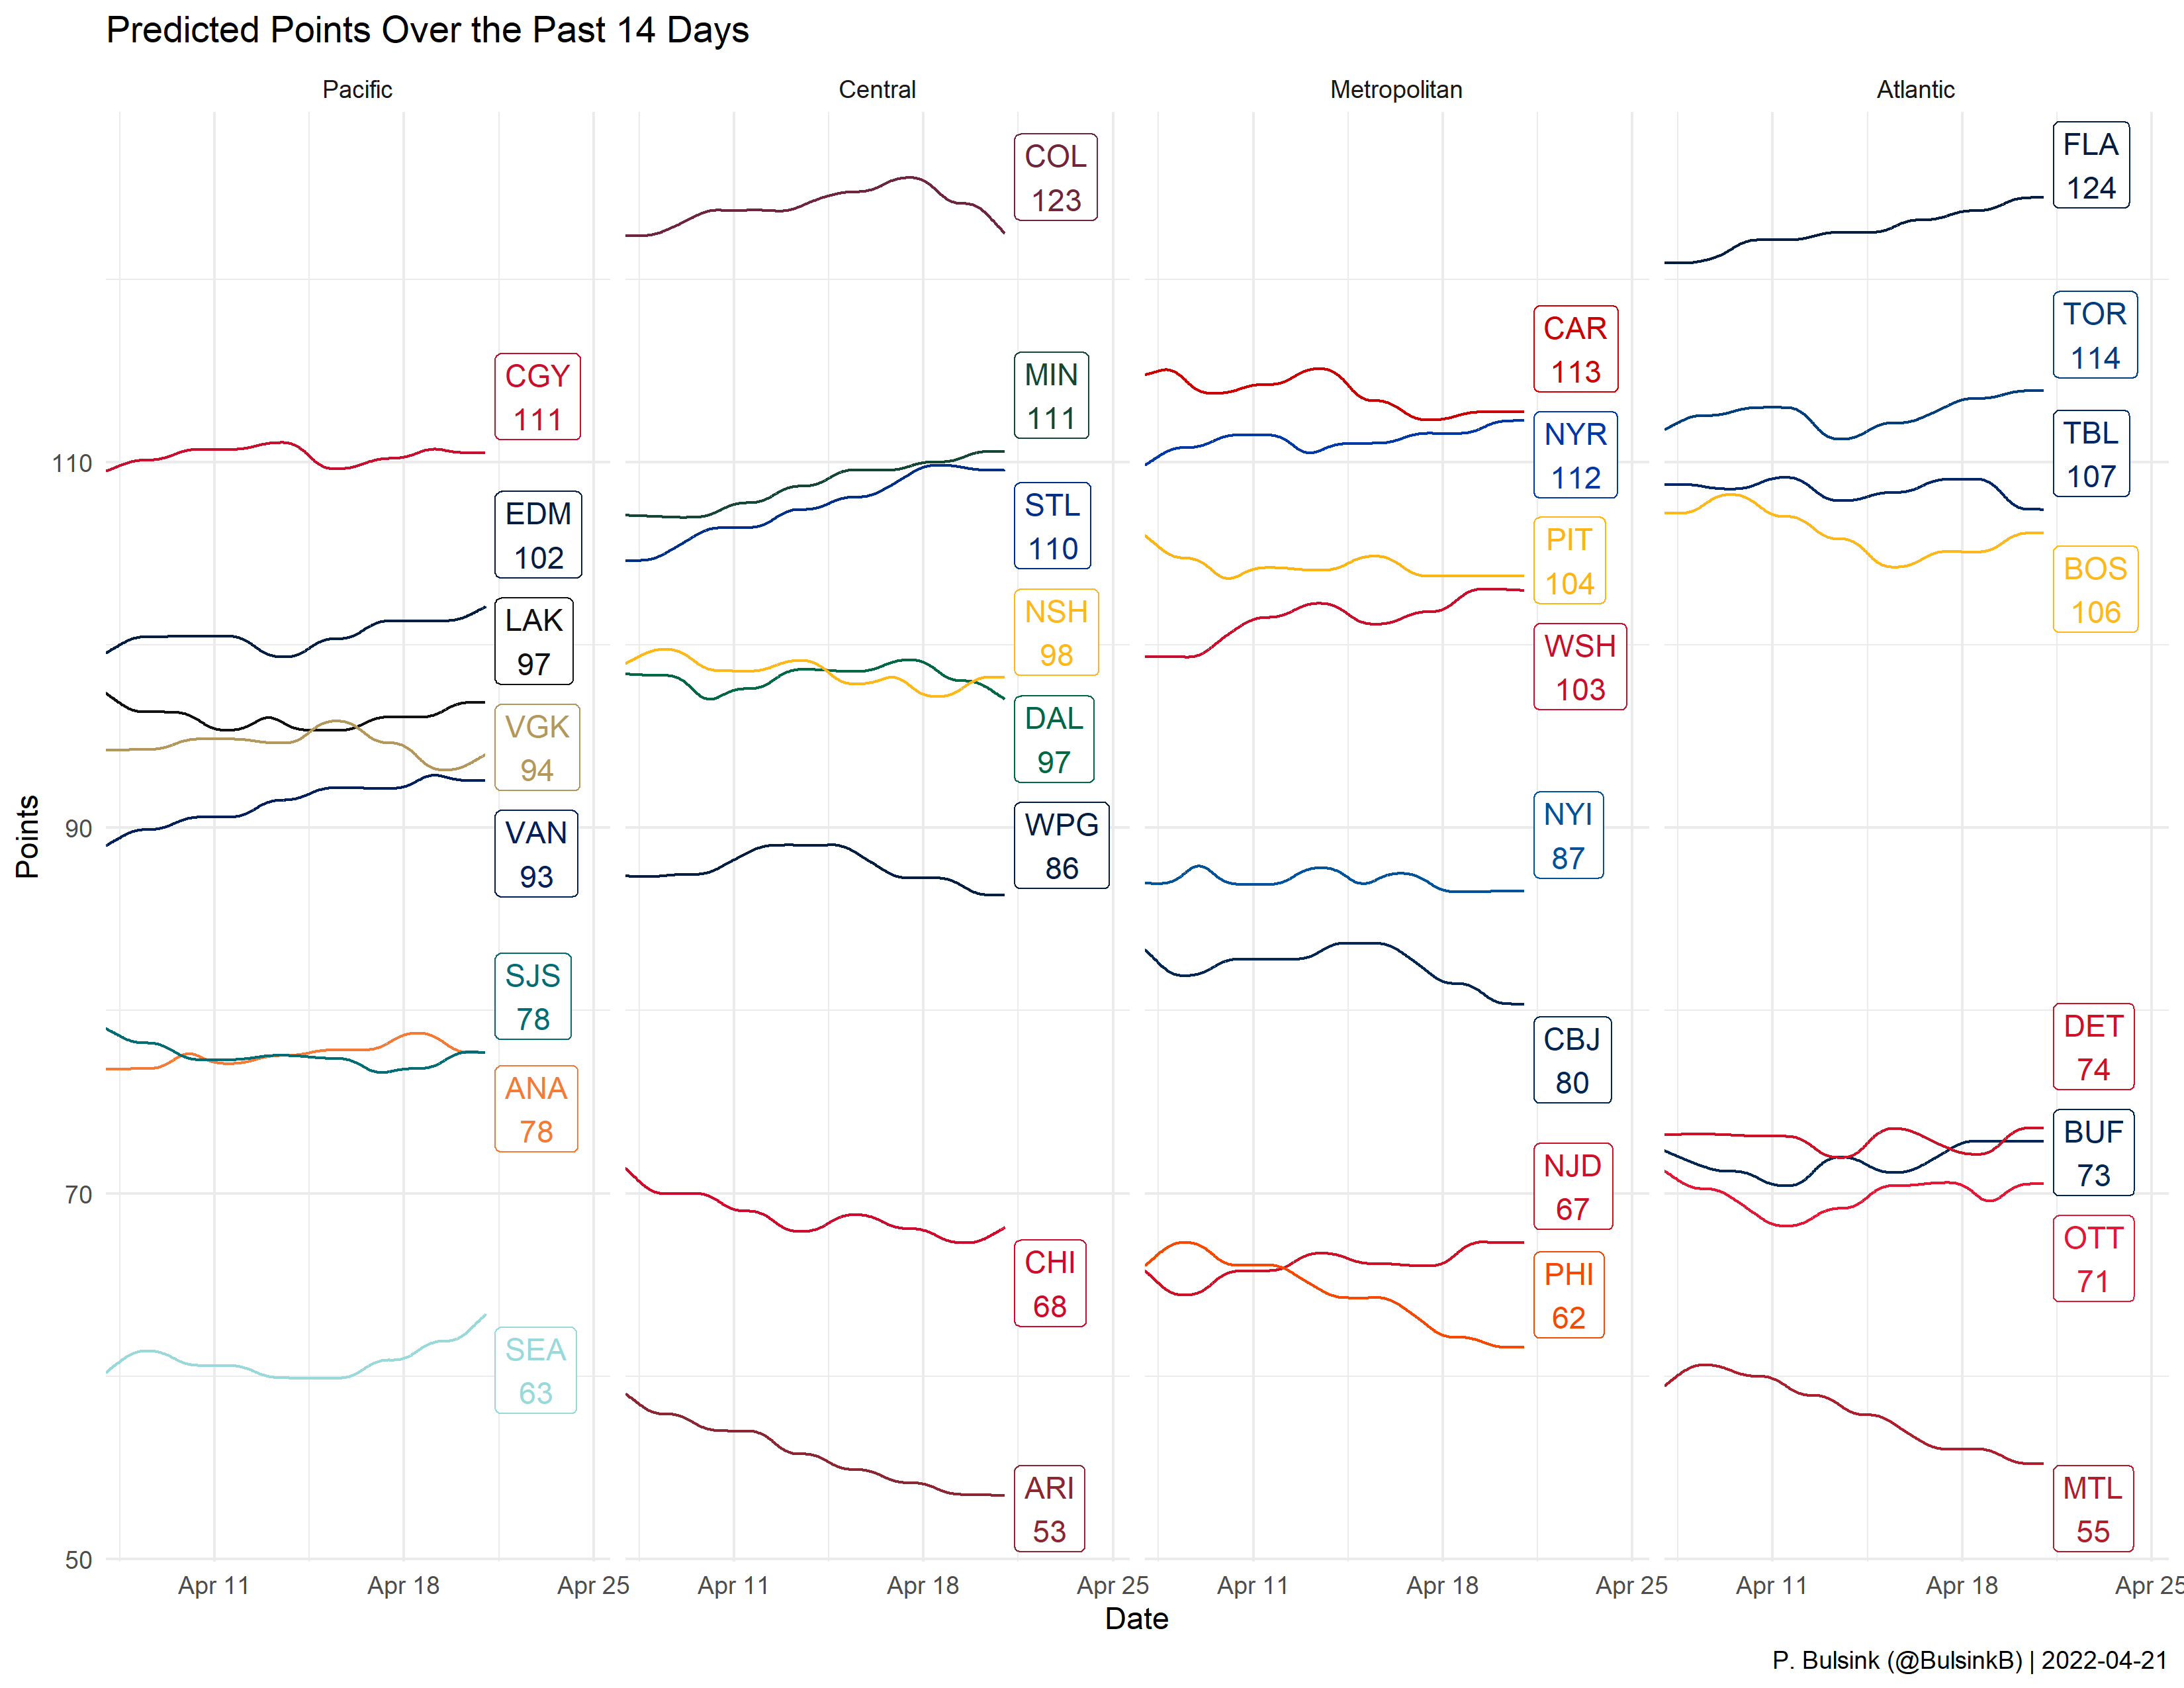 Predicted Points Over the Past 14 Days
Pacific
Central
Metropolitan
Atlantic
Points
110
90
70
50
CGY
111
EDM
102
LAK
97
VGK
94
VAN
93
SJS
78
ANA
78
SEA
63
COL
123
MIN
111
STL
110
NSH
98
DAL
97
WPG
86
CHI
68
ARI
53
CAR
113
NYR
112
PIT
104
WSH
103
NYI
87
CBJ
80
NJD
67
PHI
62
FLA
124
TOR
114
TBL
107
BOS
106
DET
74
BUF
73
OTT
71
MTL
55
Apr 11
Apr 18
Apr 25
Apr 11
Apr 18
Apr 25
Apr 11
Apr 18
Apr 25
Apr 11
Apr 18
Apr 25
Date
P. Bulsink (@BulsinkB) | 2022-04-21